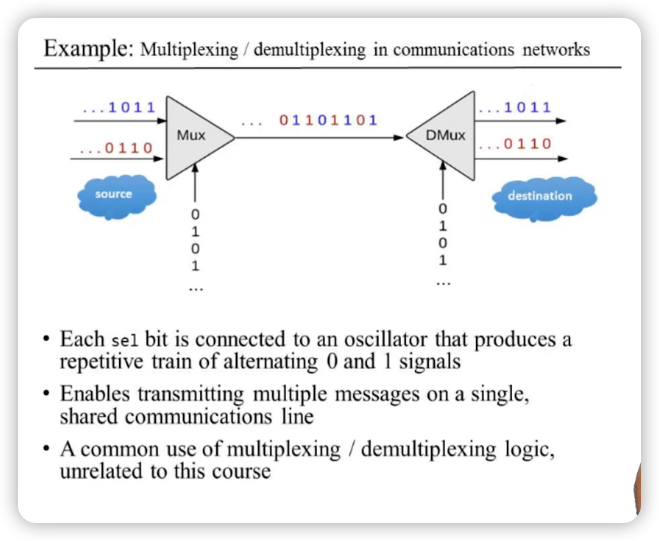 Example: Multiplexing / demultiplexing in communications networks
...1011
...0110
Mux
... 01101101
DMux
...1011
...0110
source
destination
0
1
0
1
...
0
1
0
1
...
• Each sel bit is connected to an oscillator that produces a
repetitive train of alternating 0 and 1 signals
• Enables transmitting multiple messages on a single,
shared communications line
• A common use of multiplexing / demultiplexing logic,
unrelated to this course